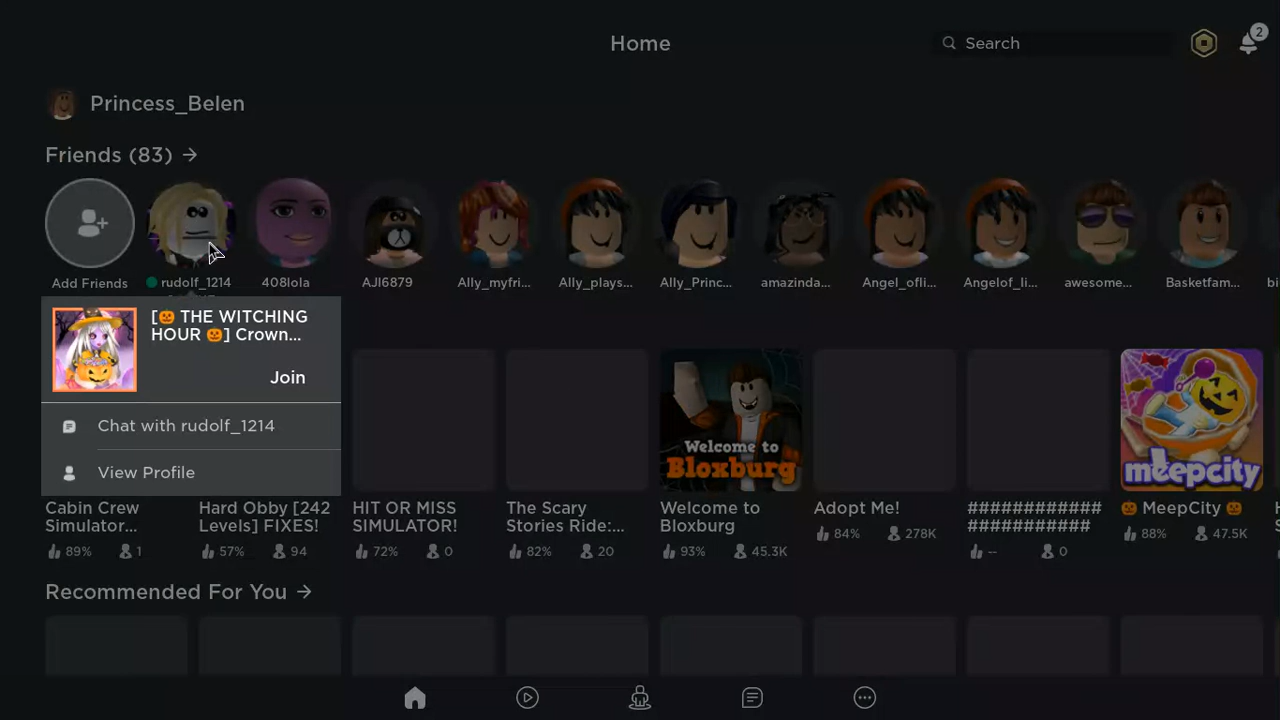 Home
Search
2
Princess_Belen
Friends (83) →
Add Friends
rudolf_1214
408lola
AJI6879
Ally_myfri...
Ally_plays...
Ally_Princ...
amazinda...
Angel_ofli...
Angelof_li...
awesome...
Basketfam...
[🎃 THE WITCHING
HOUR 🎃] Crown...
Join
Chat with rudolf_1214
View Profile
Welcome to
Bloxburg
meepcity
Cabin Crew
Simulator...
89% 1
Hard Obby [242
Levels] FIXES!
57% 94
HIT OR MISS
SIMULATOR!
72% 0
The Scary
Stories Ride:...
82% 20
Welcome to
Bloxburg
93% 45.3K
Adopt Me!
84% 278K
############
###########
-- 0
🎃 MeepCity 🎃
88% 47.5K
Recommended For You →